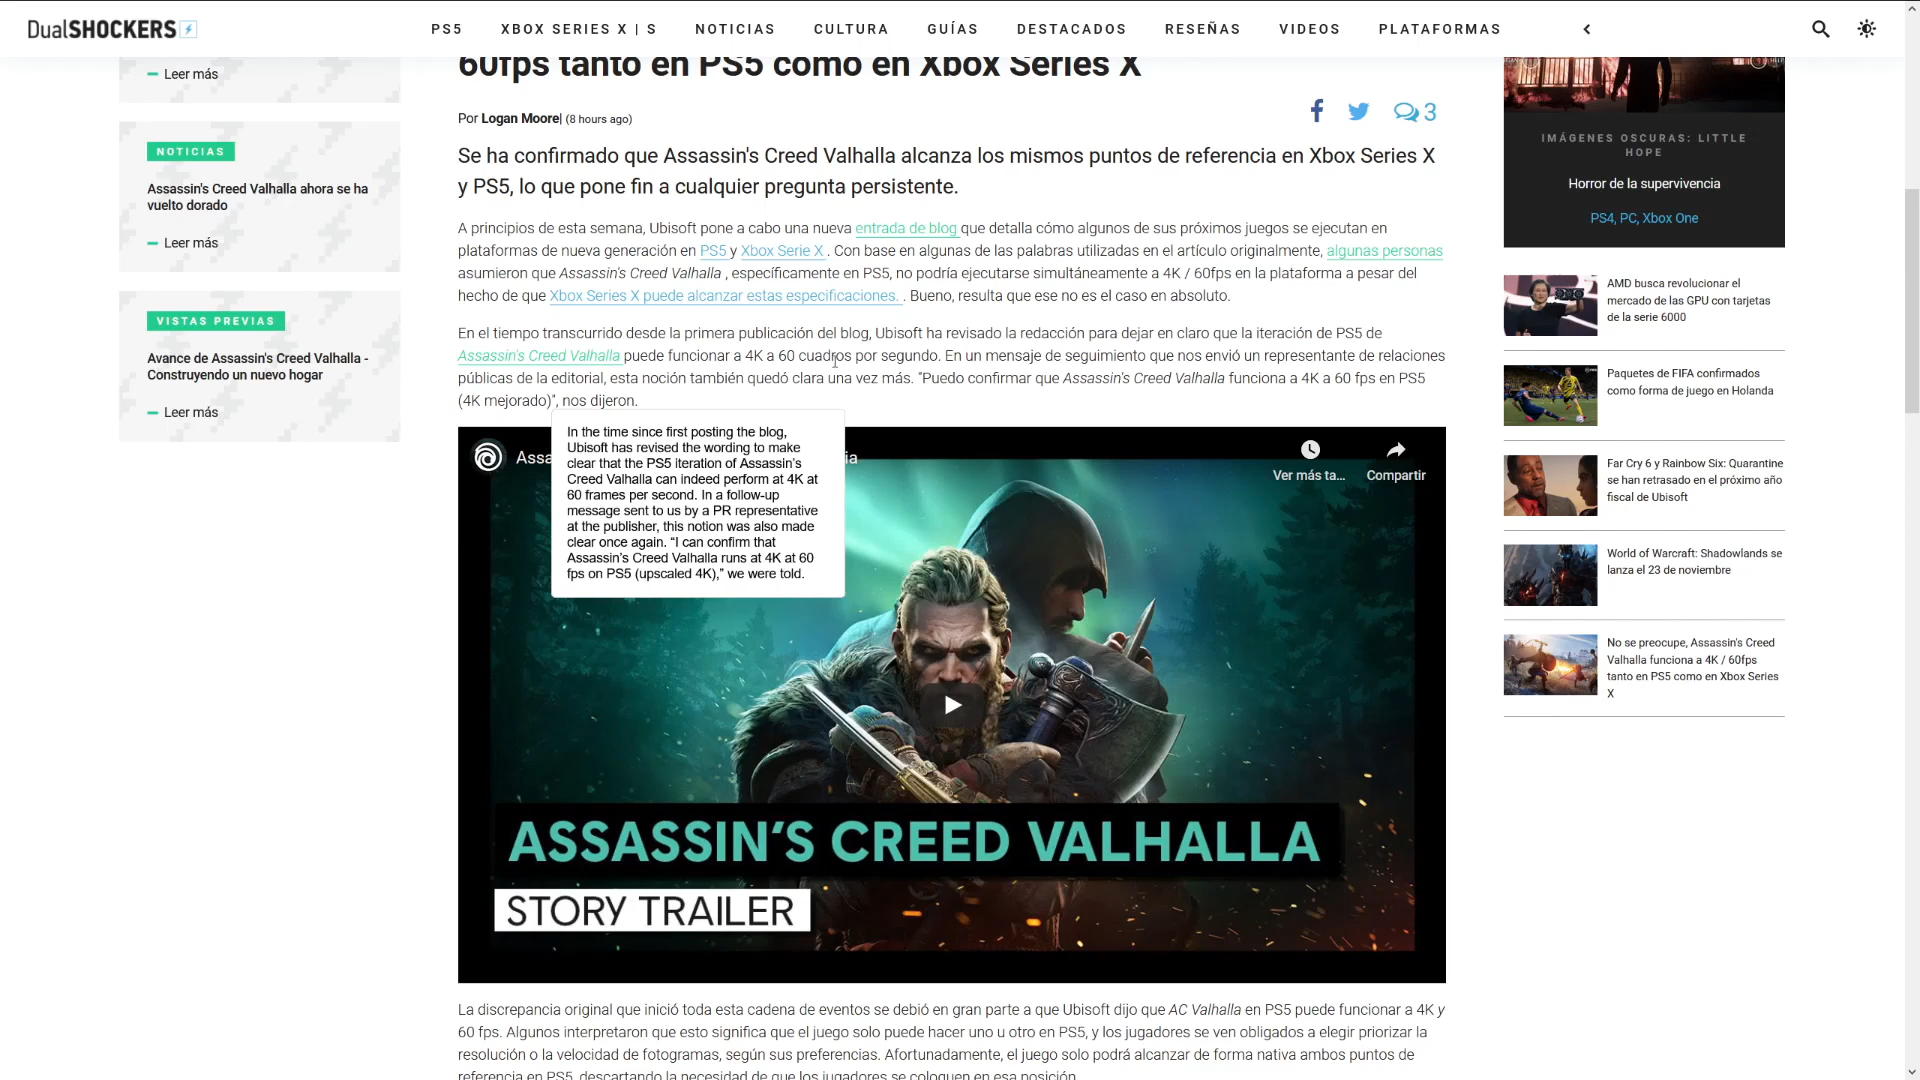 DualSHOCKERS
PS5
XBOX SERIES X | S
NOTICIAS
CULTURA
GUÍAS
DESTACADOS
RESEÑAS
VIDEOS
PLATAFORMAS
Leer más
NOTICIAS
Assassin's Creed Valhalla ahora se ha
vuelto dorado
Leer más
VISTAS PREVIAS
Avance de Assassin's Creed Valhalla -
Construyendo un nuevo hogar
Leer más
60fps tanto en PS5 como en Xbox Series X
Por Logan Moore| (8 hours ago)
3
Se ha confirmado que Assassin's Creed Valhalla alcanza los mismos puntos de referencia en Xbox Series X
y PS5, lo que pone fin a cualquier pregunta persistente.
A principios de esta semana, Ubisoft pone a cabo una nueva entrada de blog que detalla cómo algunos de sus próximos juegos se ejecutan en
plataformas de nueva generación en PS5 y Xbox Serie X . Con base en algunas de las palabras utilizadas en el artículo originalmente, algunas personas
asumieron que Assassin's Creed Valhalla , específicamente en PS5, no podría ejecutarse simultáneamente a 4K / 60fps en la plataforma a pesar del
hecho de que Xbox Series X puede alcanzar estas especificaciones. . Bueno, resulta que ese no es el caso en absoluto.
En el tiempo transcurrido desde la primera publicación del blog, Ubisoft ha revisado la redacción para dejar en claro que la iteración de PS5 de
Assassin's Creed Valhalla puede funcionar a 4K a 60 cuadros por segundo. En un mensaje de seguimiento que nos envió un representante de relaciones
públicas de la editorial, esta noción también quedó clara una vez más. "Puedo confirmar que Assassin's Creed Valhalla funciona a 4K a 60 fps en PS5
(4K mejorado)", nos dijeron.
In the time since first posting the blog,
Ubisoft has revised the wording to make
clear that the PS5 iteration of Assassin's
Creed Valhalla can indeed perform at 4K at
60 frames per second. In a follow-up
message sent to us by a PR representative
at the publisher, this notion was also made
clear once again. "I can confirm that
Assassin's Creed Valhalla runs at 4K at 60
fps on PS5 (upscaled 4K)," we were told.
Ver más ta...
Compartir
ASSASSIN'S CREED VALHALLA
STORY TRAILER
La discrepancia original que inició toda esta cadena de eventos se debió en gran parte a que Ubisoft dijo que AC Valhalla en PS5 puede funcionar a 4K y
60 fps. Algunos interpretaron que esto significa que el juego solo puede hacer uno u otro en PS5, y los jugadores se ven obligados a elegir priorizar la
resolución o la velocidad de fotogramas, según sus preferencias. Afortunadamente, el juego solo podrá alcanzar de forma nativa ambos puntos de
referencia en PS5, descartando la necesidad de que los jugadores se coloquen en esa posición.
IMÁGENES OSCURAS: LITTLE
HOPE
Horror de la supervivencia
PS4, PC, Xbox One
AMD busca revolucionar el
mercado de las GPU con tarjetas
de la serie 6000
Paquetes de FIFA confirmados
como forma de juego en Holanda
Far Cry 6 y Rainbow Six: Quarantine
se han retrasado en el próximo año
fiscal de Ubisoft
World of Warcraft: Shadowlands se
lanza el 23 de noviembre
No se preocupe, Assassin's Creed
Valhalla funciona a 4K / 60fps
tanto en PS5 como en Xbox Series
X